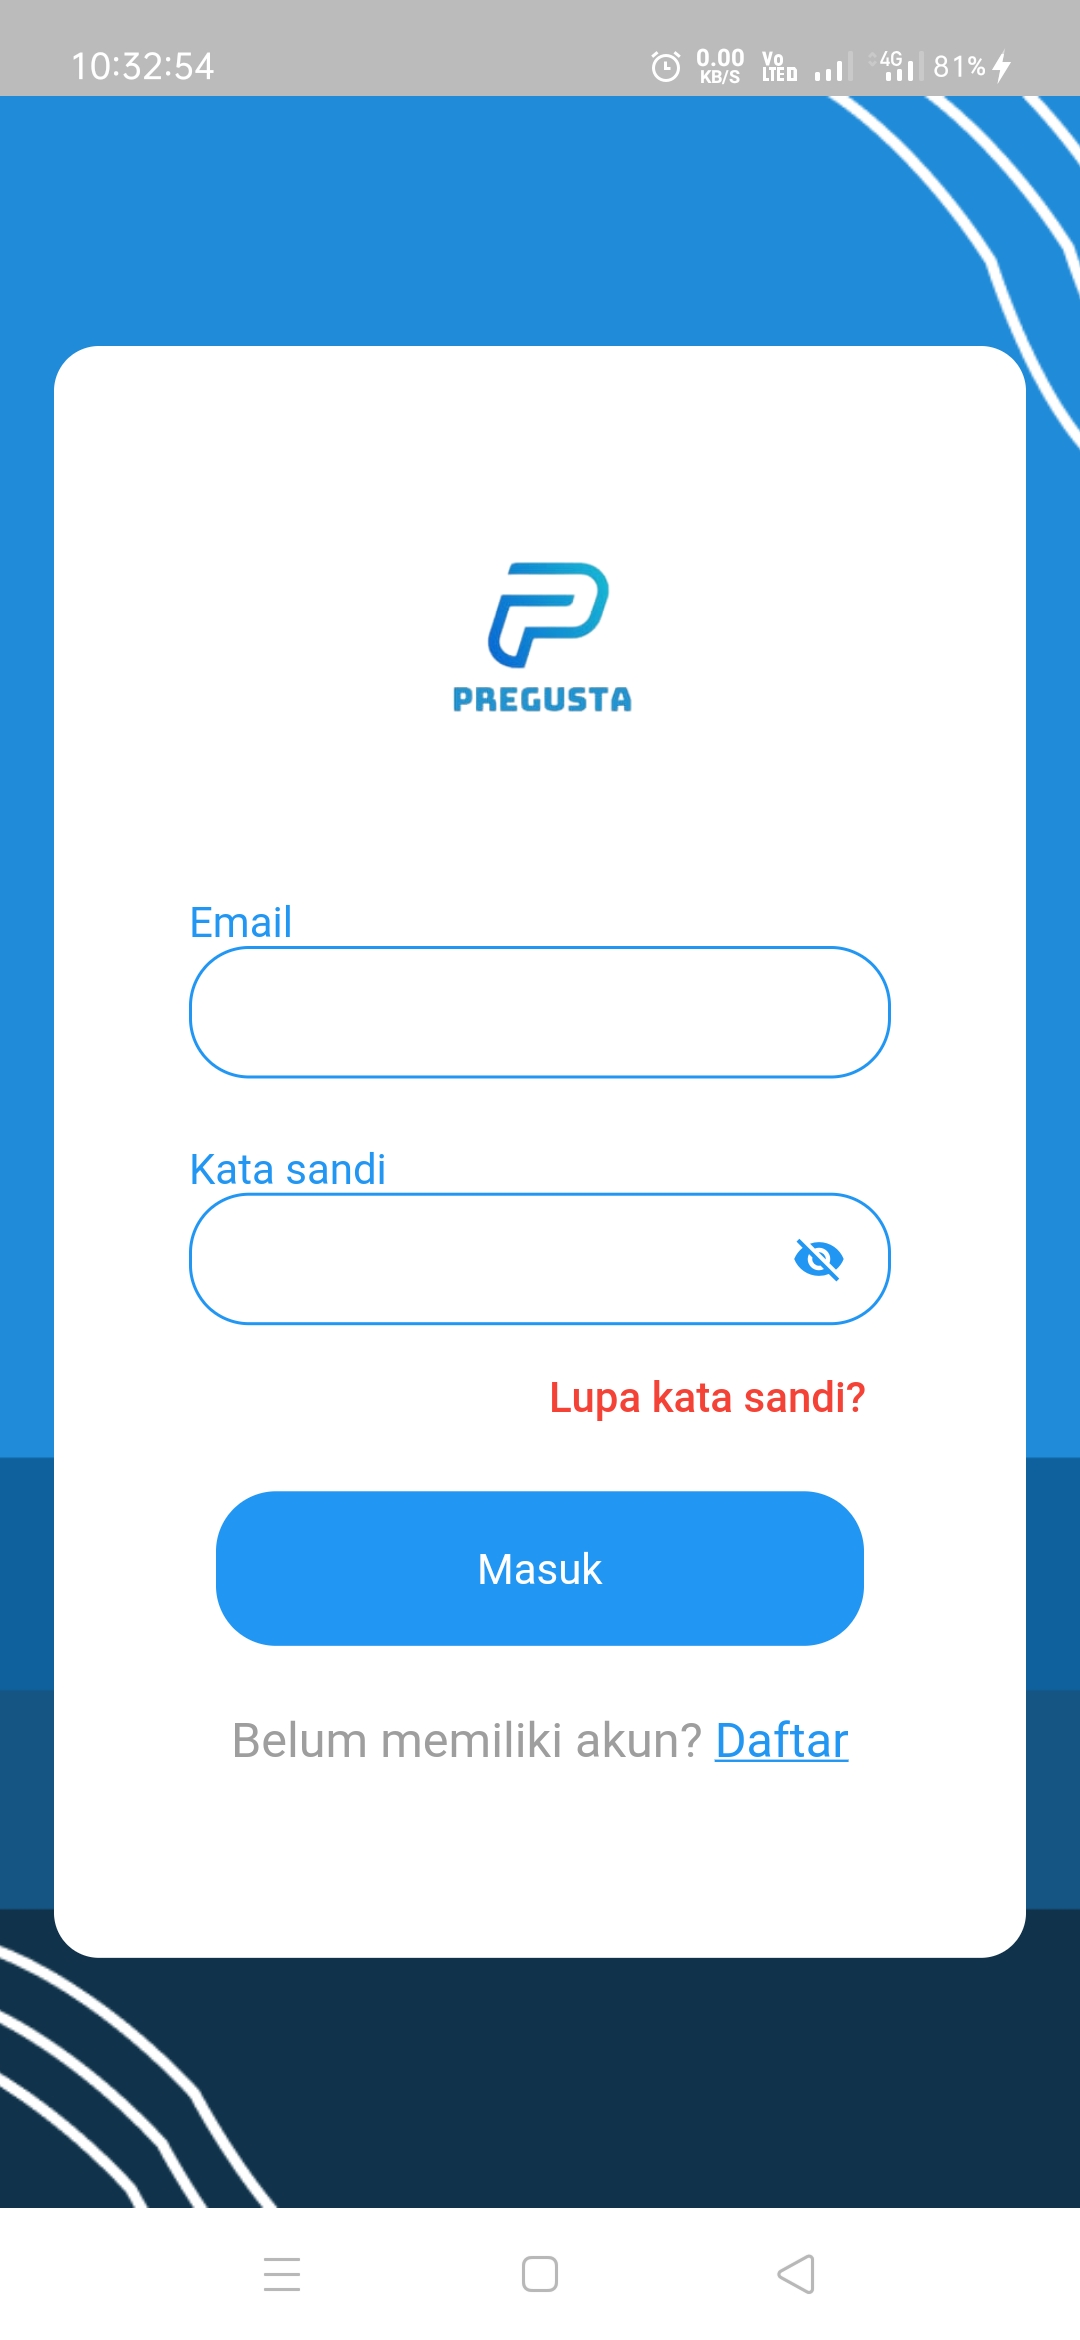 10:32:54
0.00 KB/S Vo LTE 4G 81%
PREGUSTA
Email
Kata sandi
Lupa kata sandi?
Masuk
Belum memiliki akun? Daftar